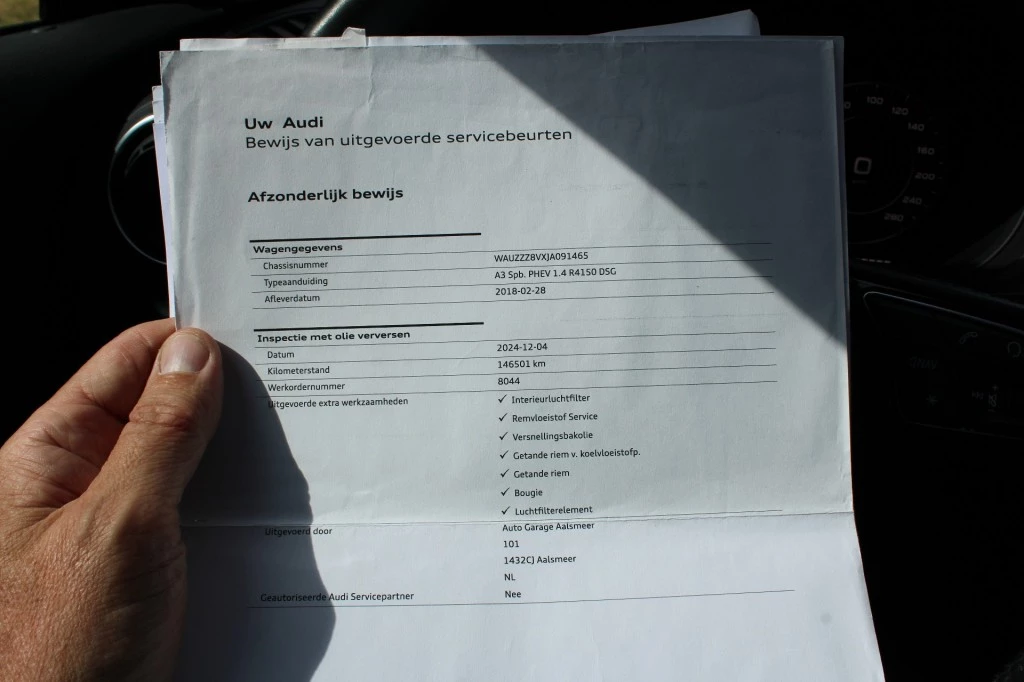 Uw Audi
Bewijs van uitgevoerde servicebeurten
Afzonderlijk bewijs
Wagengegevens
Chassisnummer WAUZZZ8VXJA091465
Typeaanduiding A3 Spb. PHEV 1.4 R4150 DSG
Afleverdatum 2018-02-28
Inspectie met olie verversen
Datum 2024-12-04
Kilometerstand 146501 km
Werkordernummer 8044
Uitgevoerde extra werkzaamheden ✓ Interieurluchtfilter
✓ Remvloeistof Service
✓ Versnellingsbakolie
✓ Getande riem v. koelvloeistofp.
✓ Getande riem
✓ Bougie
✓ Luchtfilterelement
Uitgevoerd door Auto Garage Aalsmeer
101
1432CJ Aalsmeer
NL
Geautoriseerde Audi Servicepartner Nee
100
120
140
160
200
240
260
0